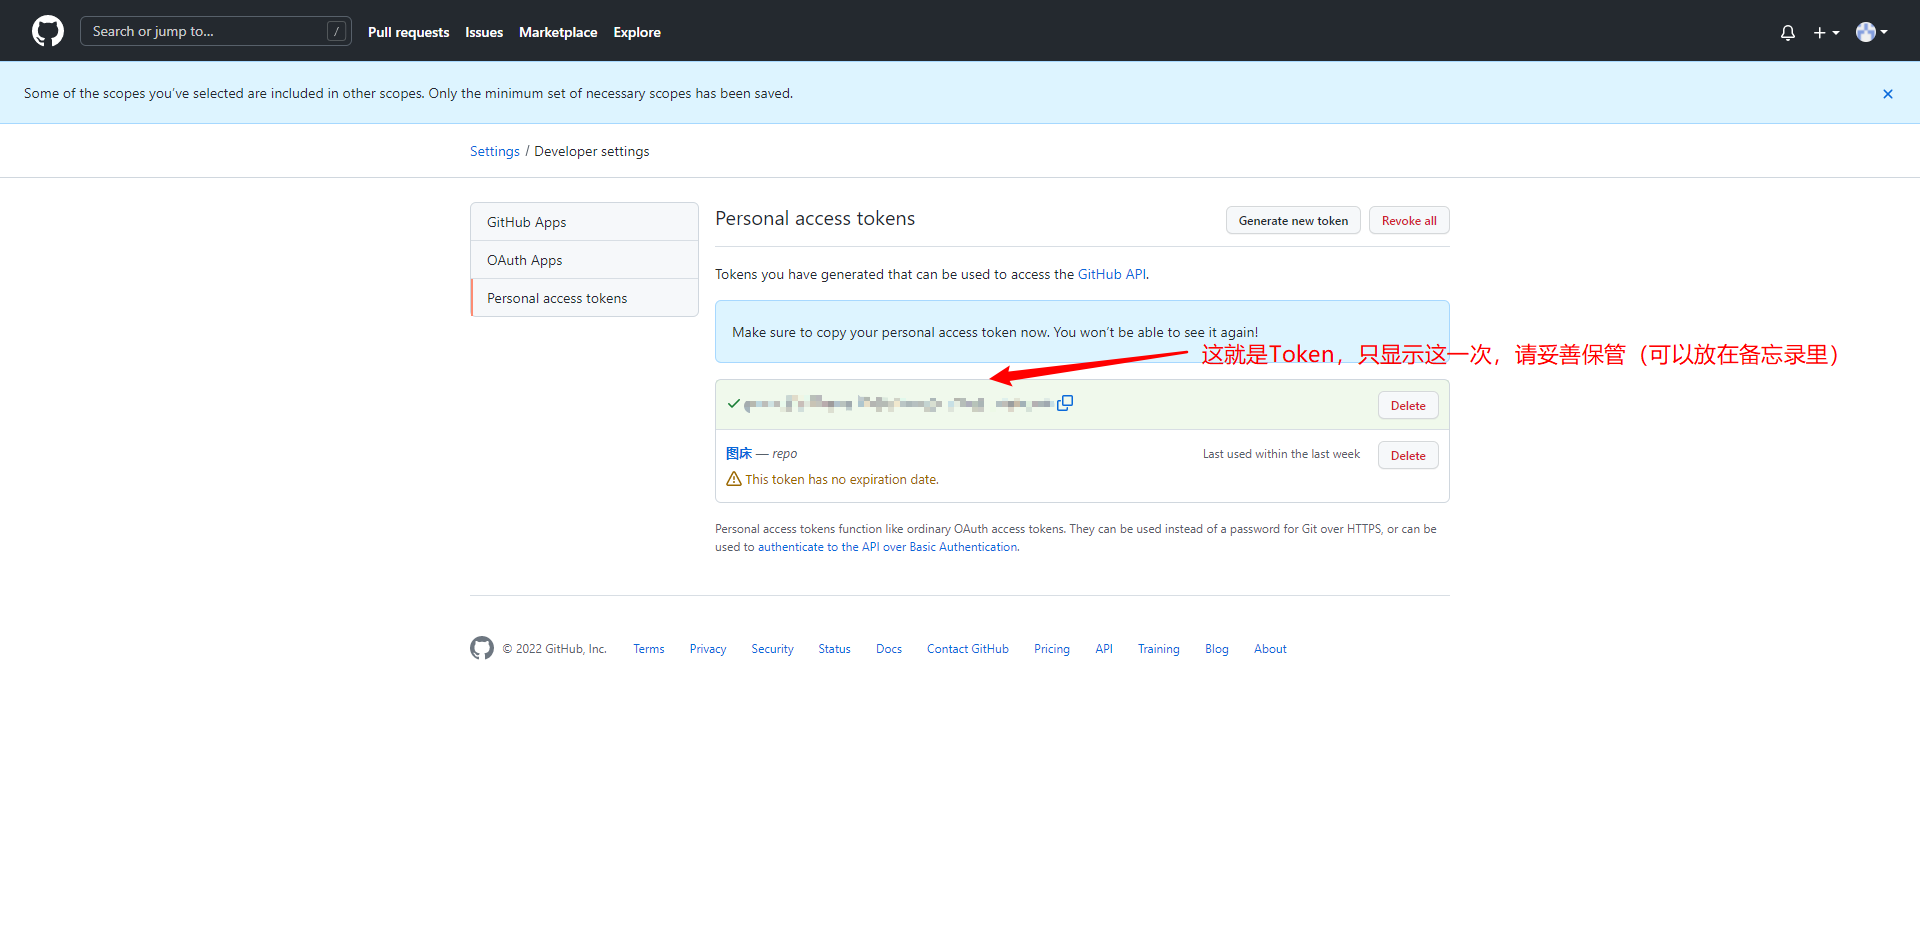 Search or jump to... /
Pull requests Issues Marketplace Explore
Some of the scopes you've selected are included in other scopes. Only the minimum set of necessary scopes has been saved.
Settings / Developer settings
GitHub Apps
OAuth Apps
Personal access tokens
Personal access tokens
Generate new token
Revoke all
Tokens you have generated that can be used to access the GitHub API.
Make sure to copy your personal access token now. You won't be able to see it again!
这就是Token，只显示这一次，请妥善保管（可以放在备忘录里）
Delete
图床 — repo
Last used within the last week
Delete
This token has no expiration date.
Personal access tokens function like ordinary OAuth access tokens. They can be used instead of a password for Git over HTTPS, or can be
used to authenticate to the API over Basic Authentication.
© 2022 GitHub, Inc. Terms Privacy Security Status Docs Contact GitHub Pricing API Training Blog About